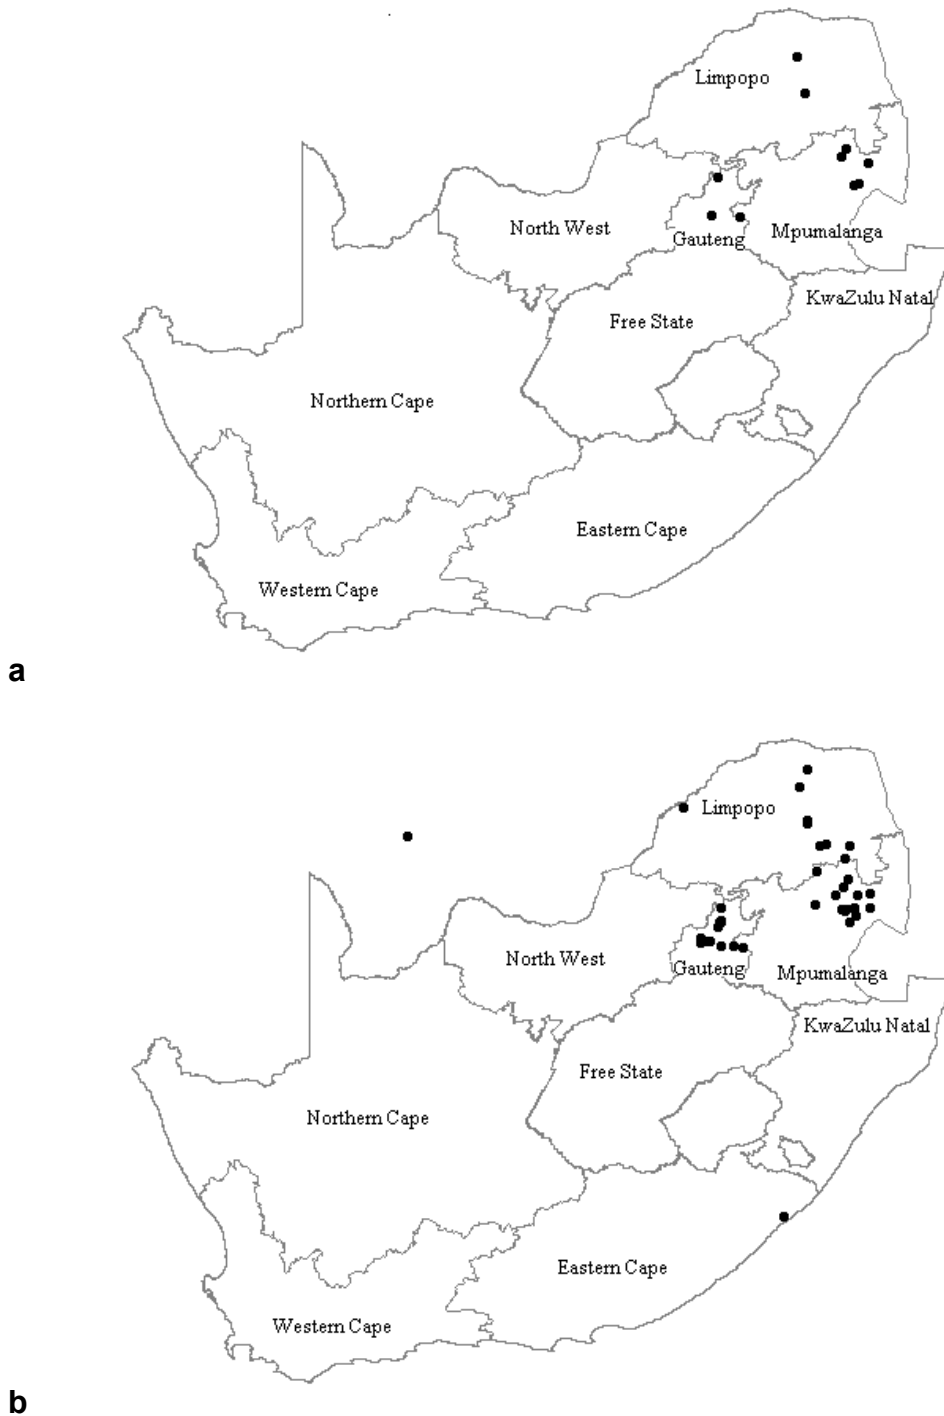 Limpopo
North West
Gauteng
Mpumalanga
KwaZulu Natal
Free State
Northern Cape
Eastern Cape
Western Cape
a
Limpopo
North West
Gauteng
Mpumalanga
KwaZulu Natal
Free State
Northern Cape
Eastern Cape
Western Cape
b